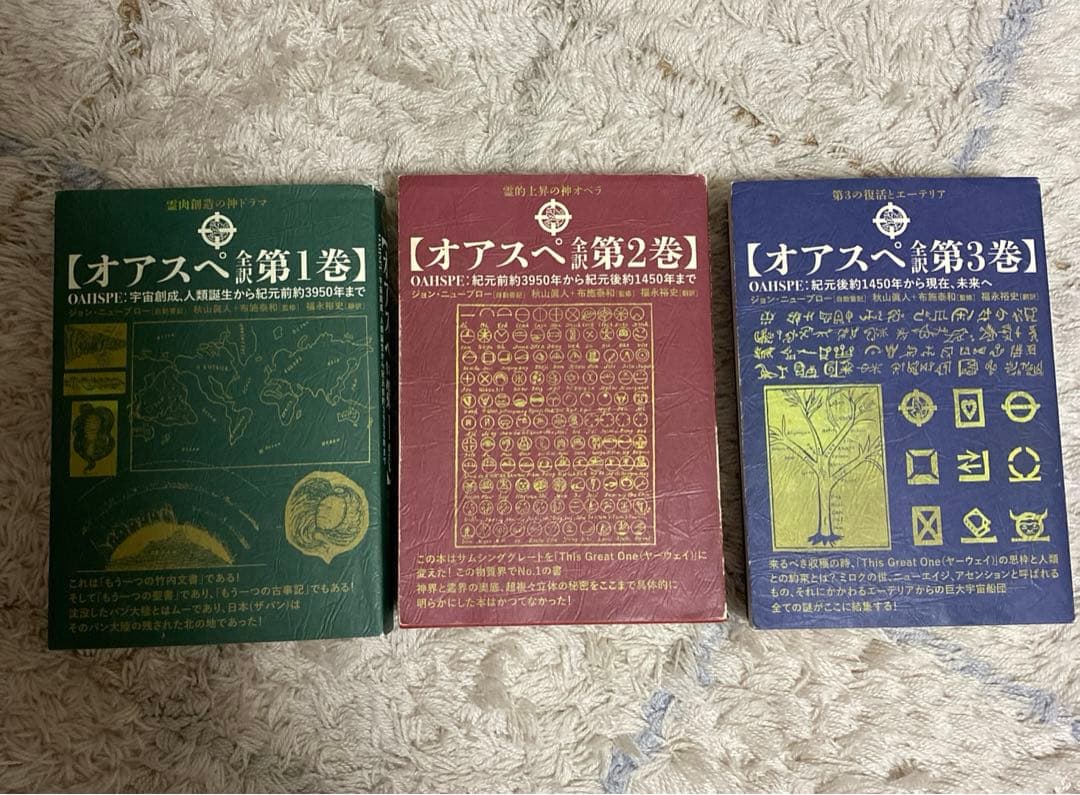 霊肉創造の神ドラマ
【オアスペ 全訳 第1巻】
OAHSPE:宇宙創成、人類誕生から紀元前約3950年まで
ジョン・ニューブロー[自動書記] 秋山眞人+布施泰和[監修] 福永裕史[翻訳]
これは「もう一つの竹内文書」である!
そして「もう一つの聖書」であり、「もう一つの古事記」でもある!
沈没したパン大陸とはムーであり、日本(ザパン)は
そのパン大陸の残された北の地であった!
霊的上昇の神オペラ
【オアスペ 全訳 第2巻】
OAHSPE:紀元前約3950年から紀元後約1450年まで
ジョン・ニューブロー[自動書記] 秋山眞人+布施泰和[監修] 福永裕史[翻訳]
この本はサムシンググレートを「This Great One(ヤーウェイ)」に
変えた! この物質界でNo.1の書
神界と霊界の奥底、超複々立体の秘密をここまで具体的に
明らかにした本はかつてなかった!
第3の復活とエーテリア
【オアスペ 全訳 第3巻】
OAHSPE:紀元後約1450年から現在、未来へ
ジョン・ニューブロー[自動書記] 秋山眞人+布施泰和[監修] 福永裕史[翻訳]
来るべき収穫の時、「This Great One(ヤーウェイ)」の思枠と人類
との約束とは? ミロクの世、ニューエイジ、アセンションと呼ばれる
もの、それにかかわるエーテリアからの巨大宇宙船団
全ての謎がここに結集する!